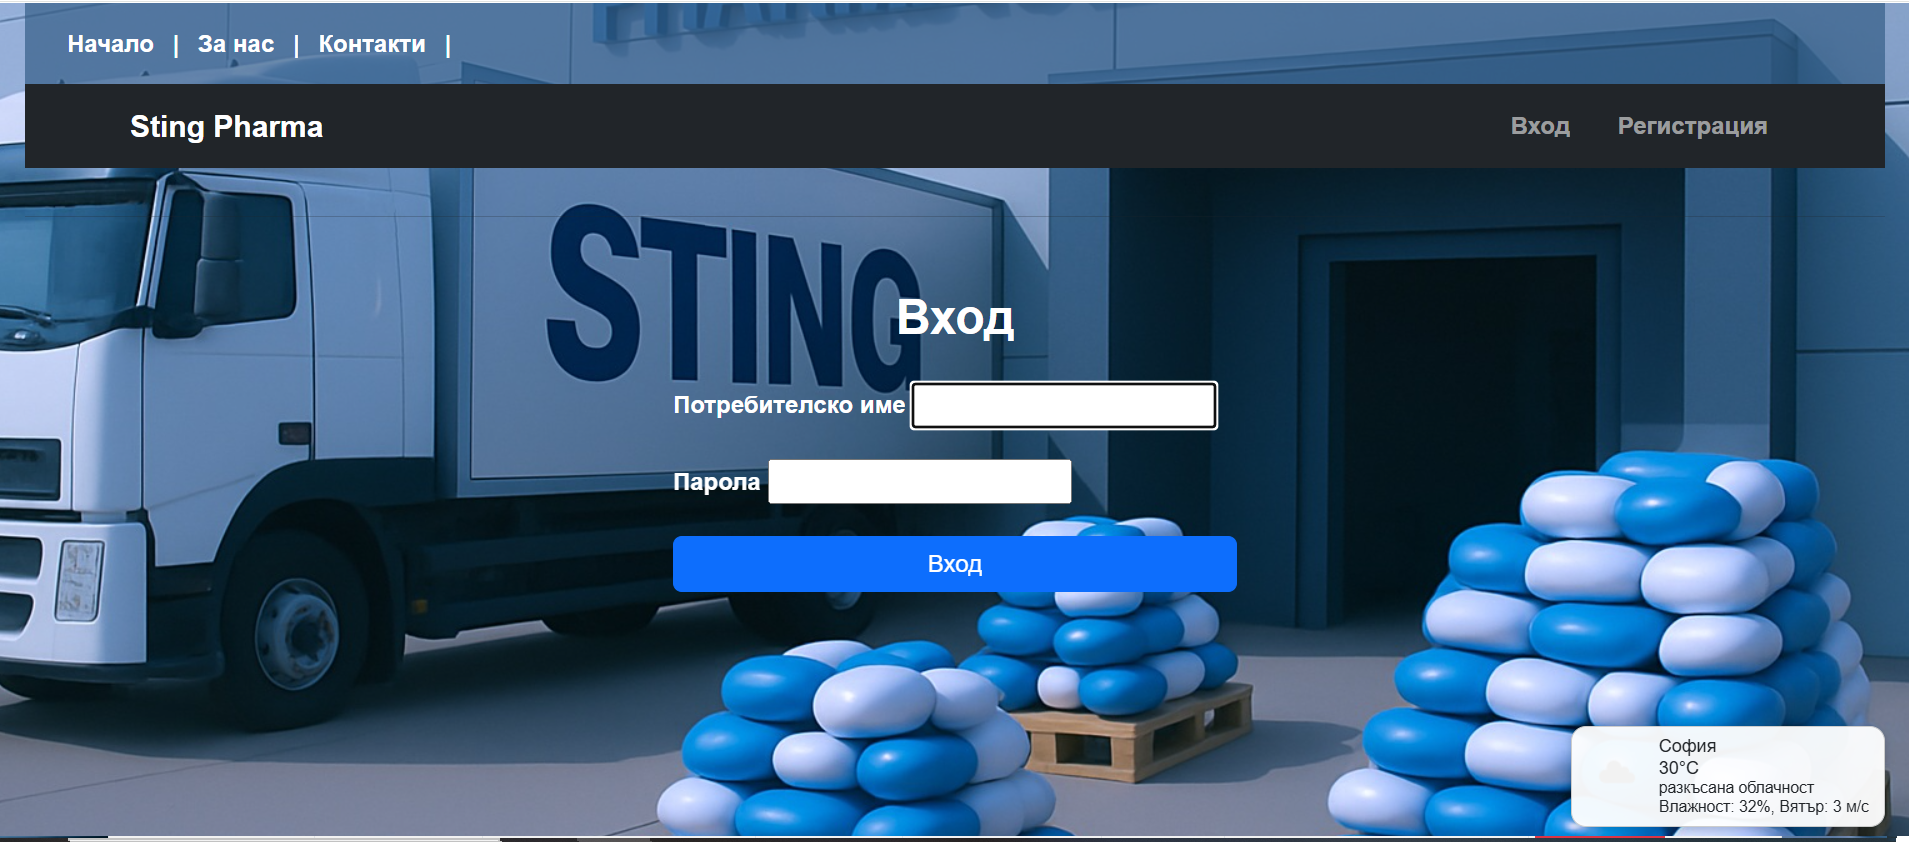 Начало | За нас | Контакти |
Sting Pharma
Вход Регистрация
STING
Вход
Потребителско име
Парола
Вход
София
30°C
разкъсана облачност
Влажност: 32%, Вятър: 3 м/с